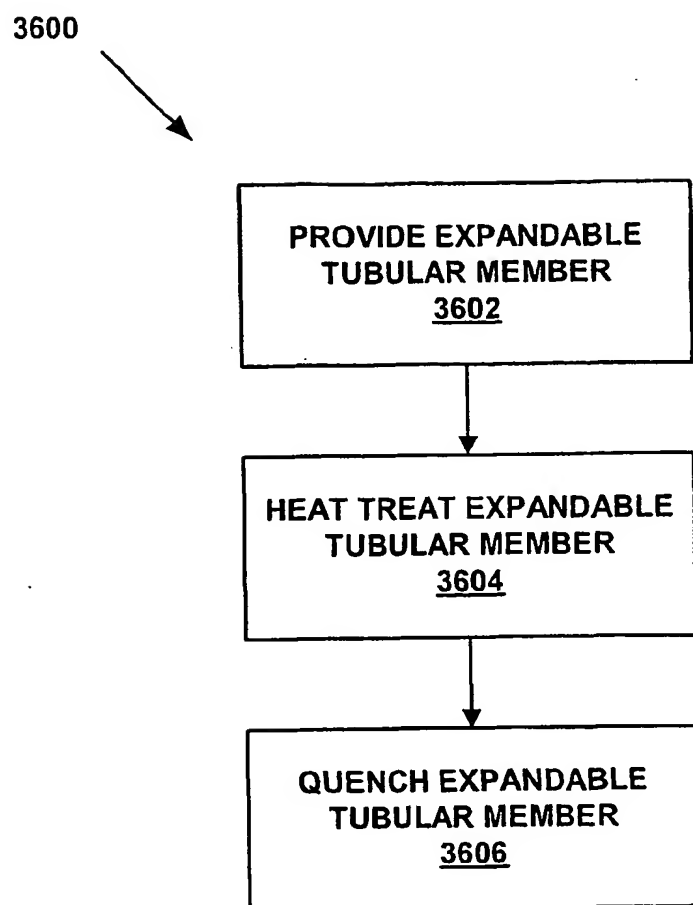 3600
PROVIDE EXPANDABLE
TUBULAR MEMBER
3602
HEAT TREAT EXPANDABLE
TUBULAR MEMBER
3604
QUENCH EXPANDABLE
TUBULAR MEMBER
3606